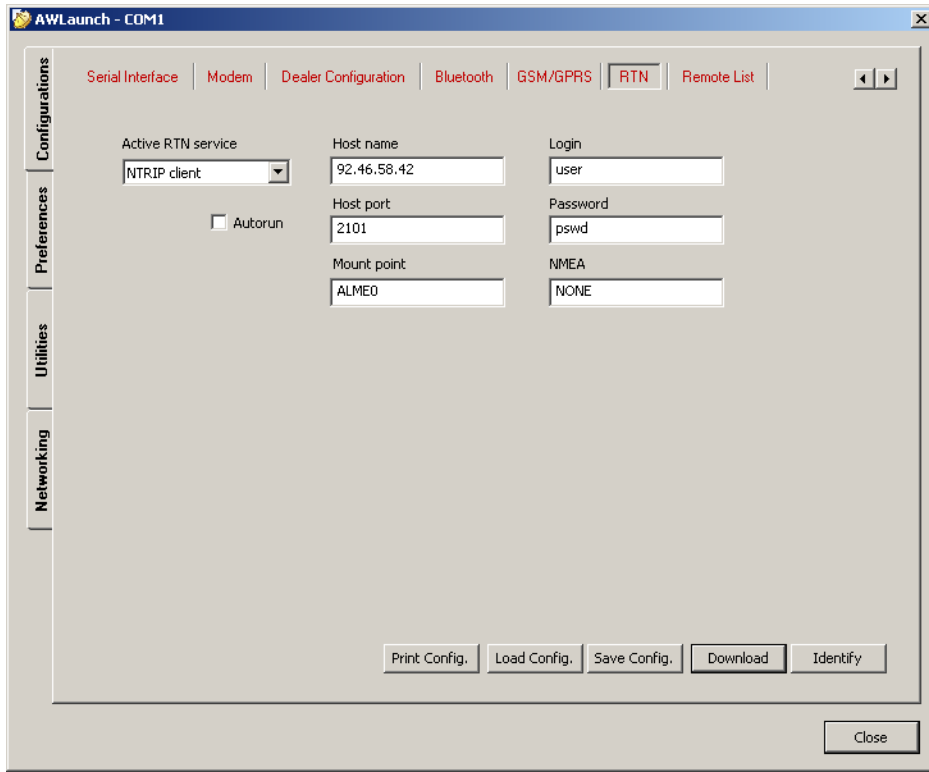 AWLaunch - COM1
Configurations
Preferences
Utilities
Networking
Serial Interface Modem Dealer Configuration Bluetooth GSM/GPRS RTN Remote List
Active RTN service Host name Login
NTRIP client 92.46.58.42 user
Host port Password
Autorun 2101 pswd
Mount point NMEA
ALME0 NONE
Print Config. Load Config. Save Config. Download Identify
Close